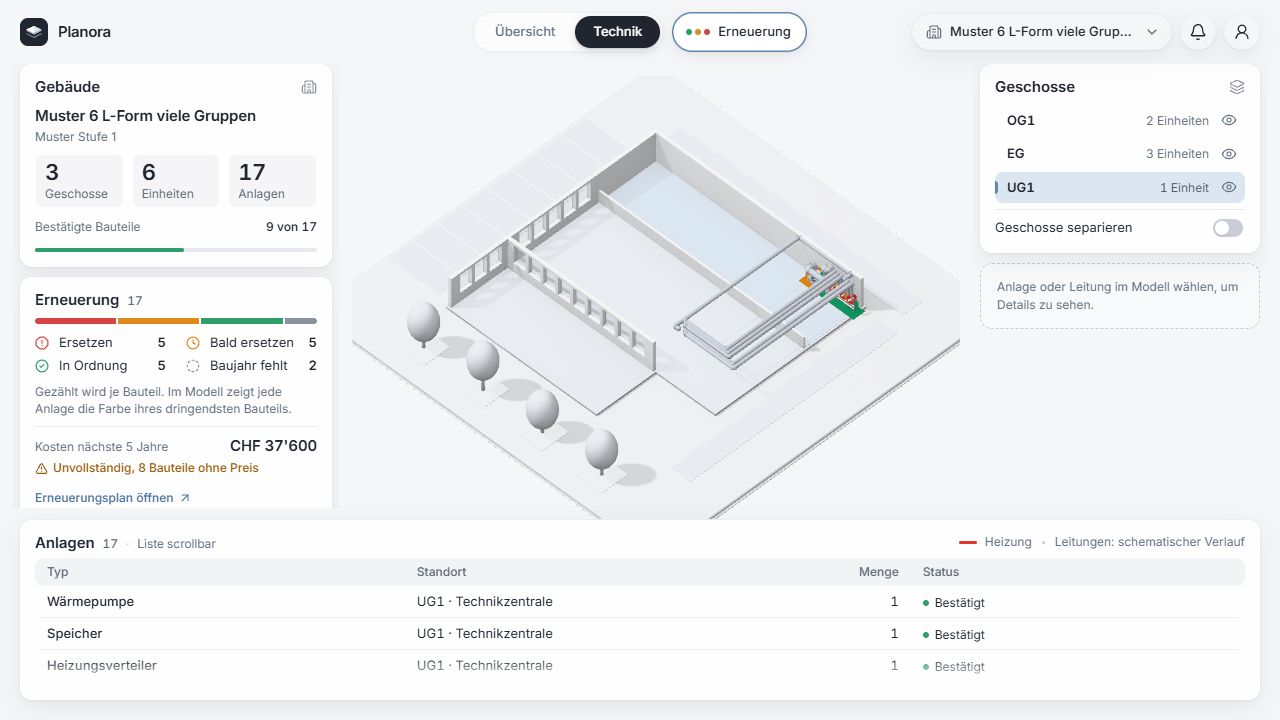 Planora
Übersicht
Technik
Erneuerung
Muster 6 L-Form viele Grup...
Gebäude
Muster 6 L-Form viele Gruppen
Muster Stufe 1
3 Geschosse
6 Einheiten
17 Anlagen
Bestätigte Bauteile 9 von 17
Erneuerung 17
Ersetzen 5
Bald ersetzen 5
In Ordnung 5
Baujahr fehlt 2
Gezählt wird je Bauteil. Im Modell zeigt jede
Anlage die Farbe ihres dringendsten Bauteils.
Kosten nächste 5 Jahre CHF 37'600
Unvollständig, 8 Bauteile ohne Preis
Erneuerungsplan öffnen
Geschosse
OG1 2 Einheiten
EG 3 Einheiten
UG1 1 Einheit
Geschosse separieren
Anlage oder Leitung im Modell wählen, um
Details zu sehen.
Anlagen 17 · Liste scrollbar
Heizung · Leitungen: schematischer Verlauf
Typ Standort Menge Status
Wärmepumpe UG1 · Technikzentrale 1 Bestätigt
Speicher UG1 · Technikzentrale 1 Bestätigt
Heizungsverteiler UG1 · Technikzentrale 1 Bestätigt